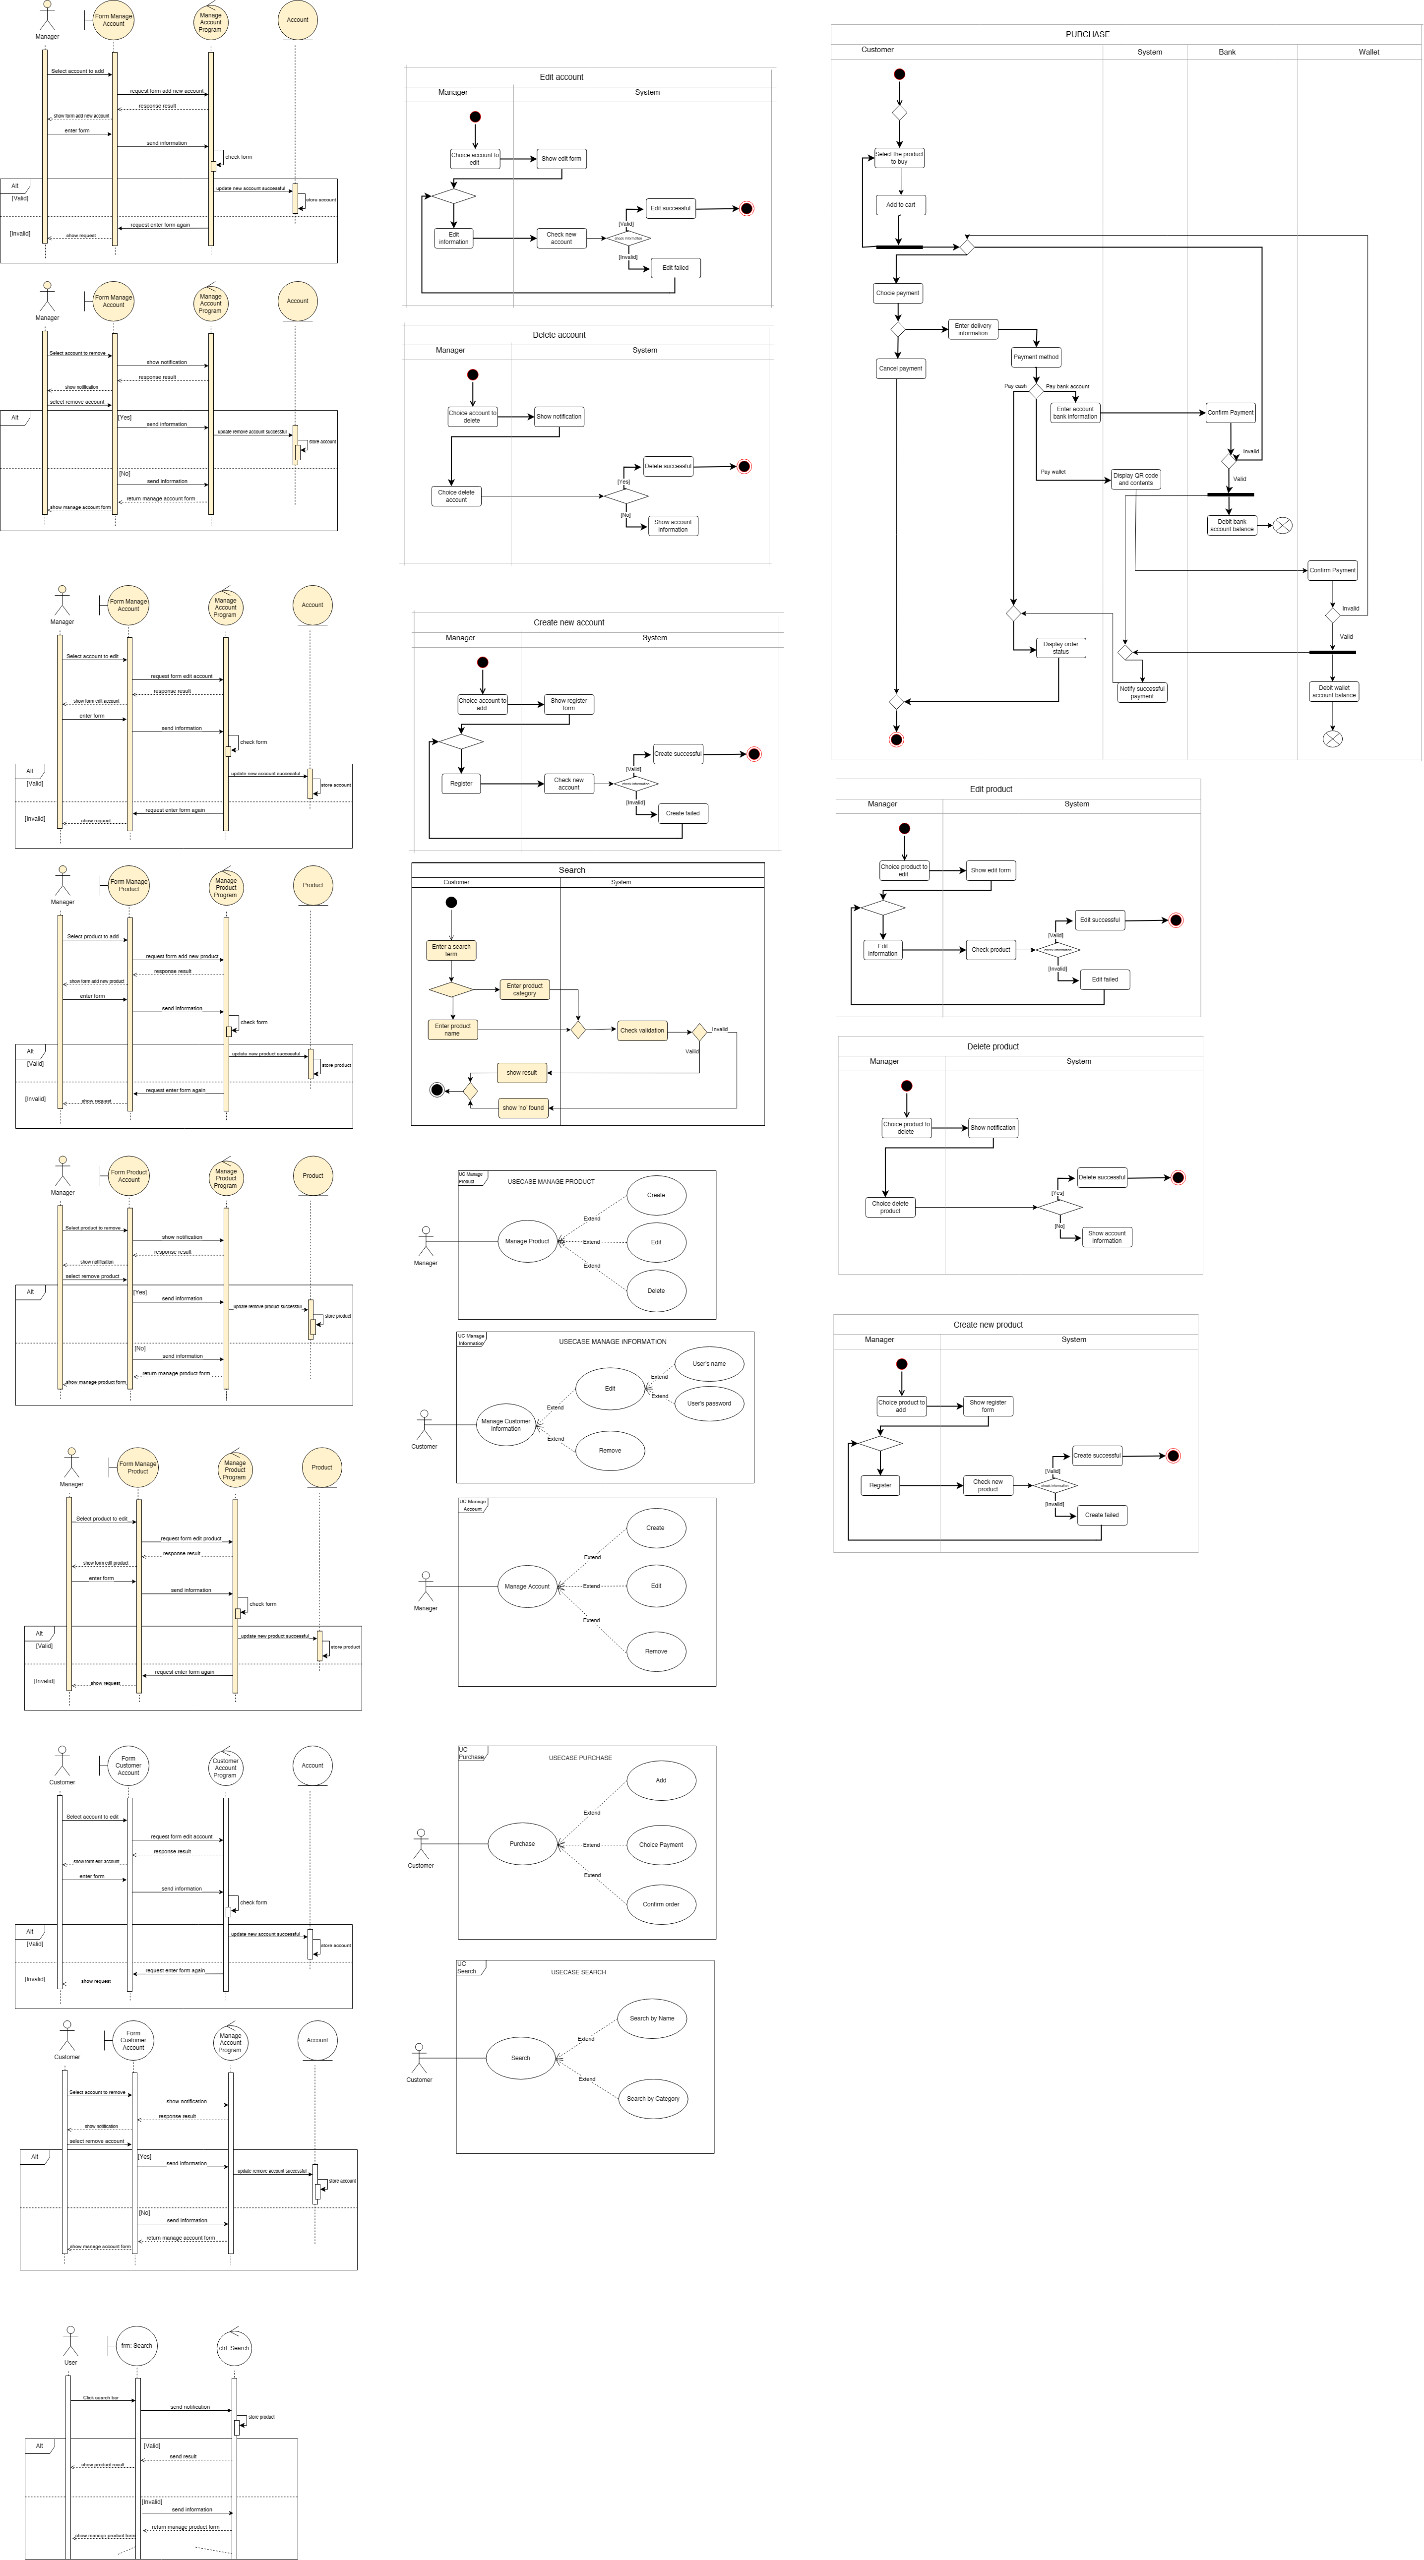 Manager
Form Manage
Account
Manage
Account
Program
Account
Select account to add
request form add new account
response result
show form add new account
enter form
send information
check form
Alt
[Valid]
update new account successful
store account
request enter form again
[Invalid]
show request
Manager
Form Manage
Account
Manage
Account
Program
Account
Select account to remove
show notification
response result
show notification
select remove account
Alt
[Yes]
send information
update remove account successful
store account
[No]
send information
return manage account form
show manage account form
Manager
Form Manage
Account
Manage
Account
Program
Account
Select account to edit
request form edit account
response result
show form edit account
enter form
send information
check form
Alt
[Valid]
update new account successful
store account
request enter form again
[Invalid]
show request
Manager
Form Manage
Product
Manage
Product
Program
Product
Select product to add
request form add new product
response result
show form add new product
enter form
send information
check form
Alt
[Valid]
update new product successful
store product
request enter form again
[Invalid]
show request
Manager
Form Product
Account
Manage
Product
Program
Product
Select product to remove
show notification
response result
show notification
select remove product
Alt
[Yes]
send information
update remove product successful
store product
[No]
send information
return manage product form
show manage product form
Manager
Form Manage
Product
Manage
Product
Program
Product
Select product to edit
request form edit product
response result
show form edit product
enter form
send information
check form
Alt
[Valid]
update new product successful
store product
request enter form again
[Invalid]
show request
Customer
Form
Customer
Account
Customer
Account
Program
Account
Select account to edit
request form edit account
response result
show form edit account
enter form
send information
check form
Alt
[Valid]
update new account successful
store account
request enter form again
[Invalid]
show request
Customer
Form
Customer
Account
Manage
Account
Program
Account
Select account to remove
show notification
response result
show notification
select remove account
Alt
[Yes]
send information
update remove account successful
store account
[No]
send information
return manage account form
show manage account form
User
frm: Search
ctrl: Search
Click search bar
send notification
store product
Alt
[Valid]
send result
show product result
[Invalid]
send information
return manage product form
show manage product form
Edit account
Manager
System
Choice account to
edit
Show edit form
Edit
information
Check new
account
check information
[Valid]
Edit successful
[Invalid]
Edit failed
Delete account
Manager
System
Choice account to
delete
Show notification
Choice delete
account
[Yes]
Delete successful
[No]
Show account
information
Create new account
Manager
System
Choice account to
add
Show register
form
Register
Check new
account
check information
[Valid]
Create successful
[Invalid]
Create failed
Search
Customer
System
Enter a search
term
Enter product
category
Enter product
name
Check validation
Invalid
Valid
show result
show 'no' found
UC Manage
Product
USECASE MANAGE PRODUCT
Manager
Manage Product
Extend
Create
Extend
Edit
Extend
Delete
UC Manage
Information
USECASE MANAGE INFORMATION
Customer
Manage Customer
Information
Extend
Edit
Extend
User's name
Extend
User's password
Extend
Remove
UC Manage
Account
Manager
Manage Account
Extend
Create
Extend
Edit
Extend
Remove
UC
Purchase
USECASE PURCHASE
Customer
Purchase
Extend
Add
Extend
Choice Payment
Extend
Confirm order
UC
Search
USECASE SEARCH
Customer
Search
Extend
Search by Name
Extend
Search by Category
PURCHASE
Customer
System
Bank
Wallet
Select the product
to buy
Add to cart
Chocie payment
Enter delivery
information
Cancel payment
Payment method
Pay cash
Pay bank account
Enter account
bank information
Confirm Payment
Invalid
Valid
Pay wallet
Display QR code
and contents
Debit bank
account balance
Confirm Payment
Invalid
Valid
Display order
status
Notify successful
payment
Debit wallet
account balance
Edit product
Manager
System
Choice product to
edit
Show edit form
Edit
information
Check product
[Valid]
Edit successful
[Invalid]
Edit failed
Delete product
Manager
System
Choice product to
delete
Show notification
Choice delete
product
[Yes]
Delete successful
[No]
Show account
information
Create new product
Manager
System
Choice product to
add
Show register
form
Register
Check new
product
check information
[Valid]
Create successful
[Invalid]
Create failed